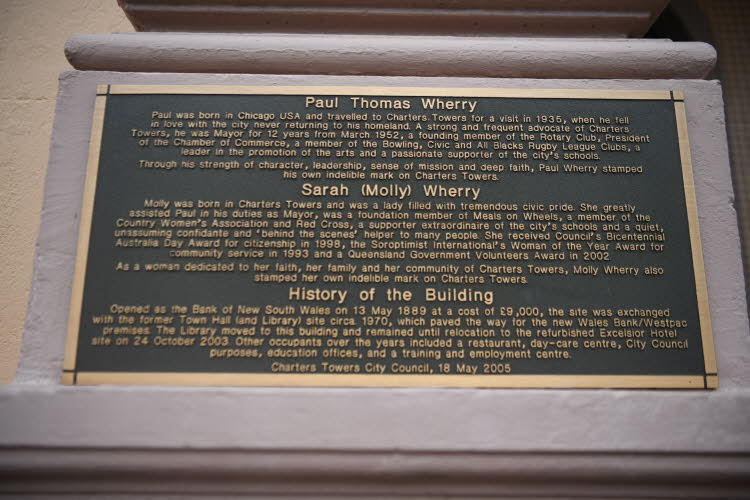 Paul Thomas Wherry
Paul was born in Chicago USA and travelled to Charters Towers for a visit in 1935, when he fell
in love with the city never returning to his homeland. A strong and frequent advocate of Charters
Towers, he was Mayor for 12 years from March 1952, a founding member of the Rotary Club, President
of the Chamber of Commerce, a member of the Bowling, Civic and All Blacks Rugby League Clubs, a
leader in the promotion of the arts and a passionate supporter of the city's schools.
Through his strength of character, leadership, sense of mission and deep faith, Paul Wherry stamped
his own indelible mark on Charters Towers.
Sarah (Molly) Wherry
Molly was born in Charters Towers and was a lady filled with tremendous civic pride. She greatly
assisted Paul in his duties as Mayor, was a foundation member of Meals on Wheels, a member of the
Country Women's Association and Red Cross, a supporter extraordinaire of the city's schools and a quiet,
unassuming confidante and 'behind the scenes' helper to many people. She received Council's Bicentennial
Australia Day Award for citizenship in 1998, the Soroptimist International's Woman of the Year Award for
community service in 1993 and a Queensland Government Volunteers Award in 2002.
As a woman dedicated to her faith, her family and her community of Charters Towers, Molly Wherry also
stamped her own indelible mark on Charters Towers.
History of the Building
Opened as the Bank of New South Wales on 13 May 1889 at a cost of £9,000, the site was exchanged
with the former Town Hall (and Library) site circa 1970, which paved the way for the new Wales Bank/Westpac
premises. The Library moved to this building and remained until relocation to the refurbished Excelsior Hotel
site on 24 October 2003. Other occupants over the years included a restaurant, day-care centre, City Council
purposes, education offices, and a training and employment centre.
Charters Towers City Council, 18 May 2005